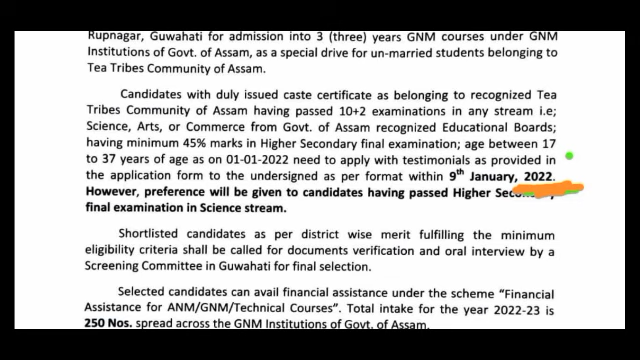 Rupnagar, Guwahati for admission into 3 (three) years GNM courses under GNM
Institutions of Govt. of Assam, as a special drive for un-married students belonging to
Tea Tribes Community of Assam.
Candidates with duly issued caste certificate as belonging to recognized Tea
Tribes Community of Assam having passed 10+2 examinations in any stream i.e;
Science, Arts, or Commerce from Govt. of Assam recognized Educational Boards;
having minimum 45% marks in Higher Secondary final examination; age between 17
to 37 years of age as on 01-01-2022 need to apply with testimonials as provided in
the application form to the undersigned as per format within 9th January, 2022.
However, preference will be given to candidates having passed Higher Secondary
final examination in Science stream.
Shortlisted candidates as per district wise merit fulfilling the minimum
eligibility criteria shall be called for documents verification and oral interview by a
Screening Committee in Guwahati for final selection.
Selected candidates can avail financial assistance under the scheme “Financial
Assistance for ANM/GNM/Technical Courses”. Total intake for the year 2022-23 is
250 Nos. spread across the GNM Institutions of Govt. of Assam.